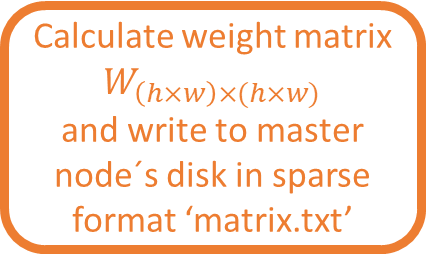 Calculate weight matrix
W(h×w)×(h×w)
and write to master
node´s disk in sparse
format ‘matrix.txt’